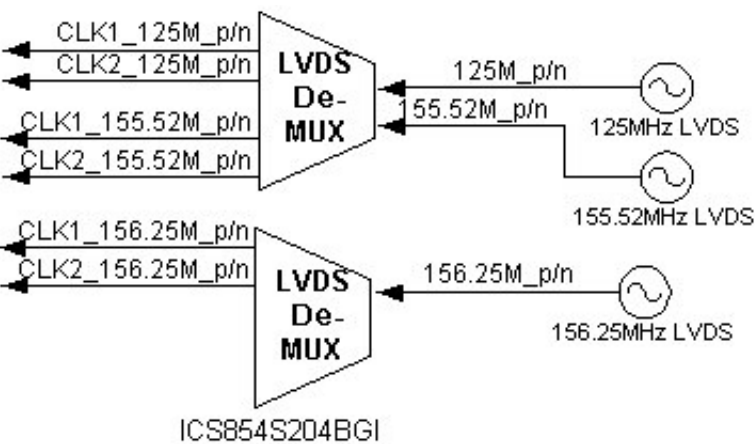 CLK1_125M_p/n
CLK2_125M_p/n
CLK1_155.52M_p/n
CLK2_155.52M_p/n
LVDS
De-
MUX
125M_p/n
155.52M_p/n
125MHz LVDS
155.52MHz LVDS
CLK1_156.25M_p/n
CLK2_156.25M_p/n
LVDS
De-
MUX
156.25M_p/n
156.25MHz LVDS
ICS854S204BGI